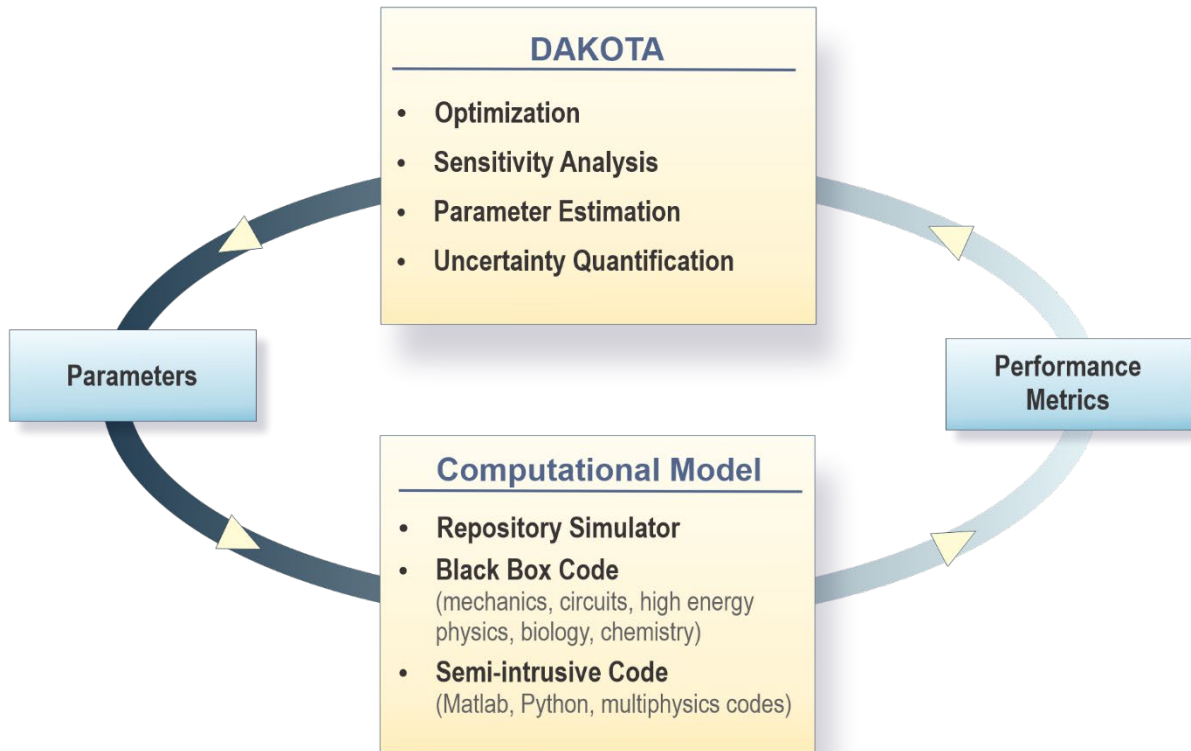 DAKOTA
• Optimization
• Sensitivity Analysis
• Parameter Estimation
• Uncertainty Quantification
Parameters
Performance
Metrics
Computational Model
• Repository Simulator
• Black Box Code
(mechanics, circuits, high energy
physics, biology, chemistry)
• Semi-intrusive Code
(Matlab, Python, multiphysics codes)